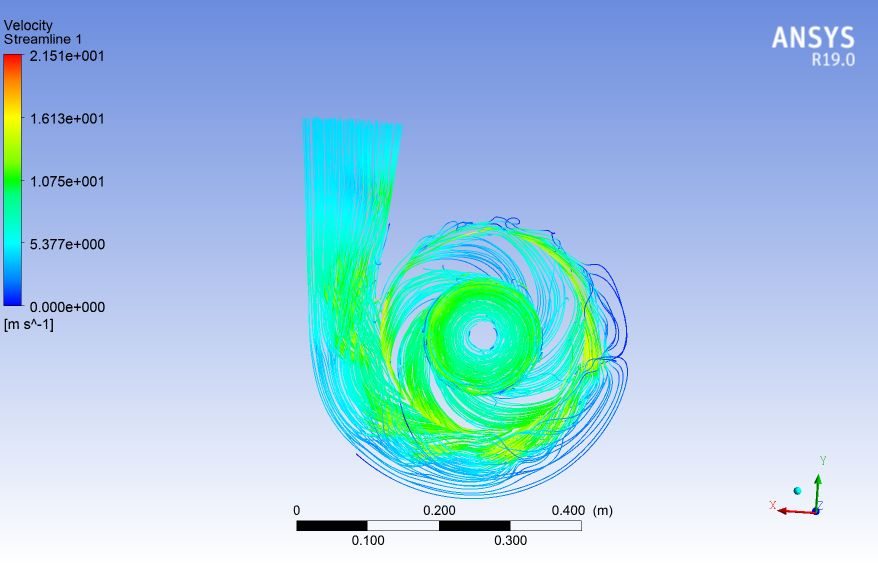 Velocity
Streamline 1
2.151e+001
1.613e+001
1.075e+001
5.377e+000
0.000e+000
[m s^-1]
ANSYS
R19.0
0 0.200 0.400 (m)
0.100 0.300
Y
X Z